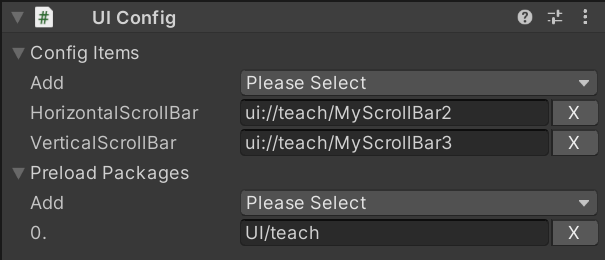 # UI Config
Config Items
Add Please Select
HorizontalScrollBar ui://teach/MyScrollBar2 X
VerticalScrollBar ui://teach/MyScrollBar3 X
Preload Packages
Add Please Select
0. UI/teach X